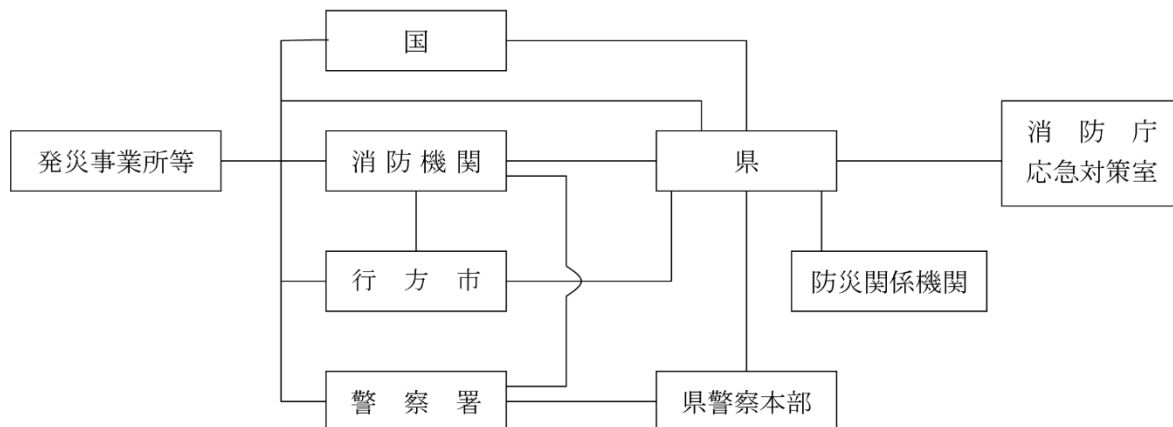 国
発災事業所等
消防機関
県
消防庁
応急対策室
行方市
防災関係機関
警察署
県警察本部